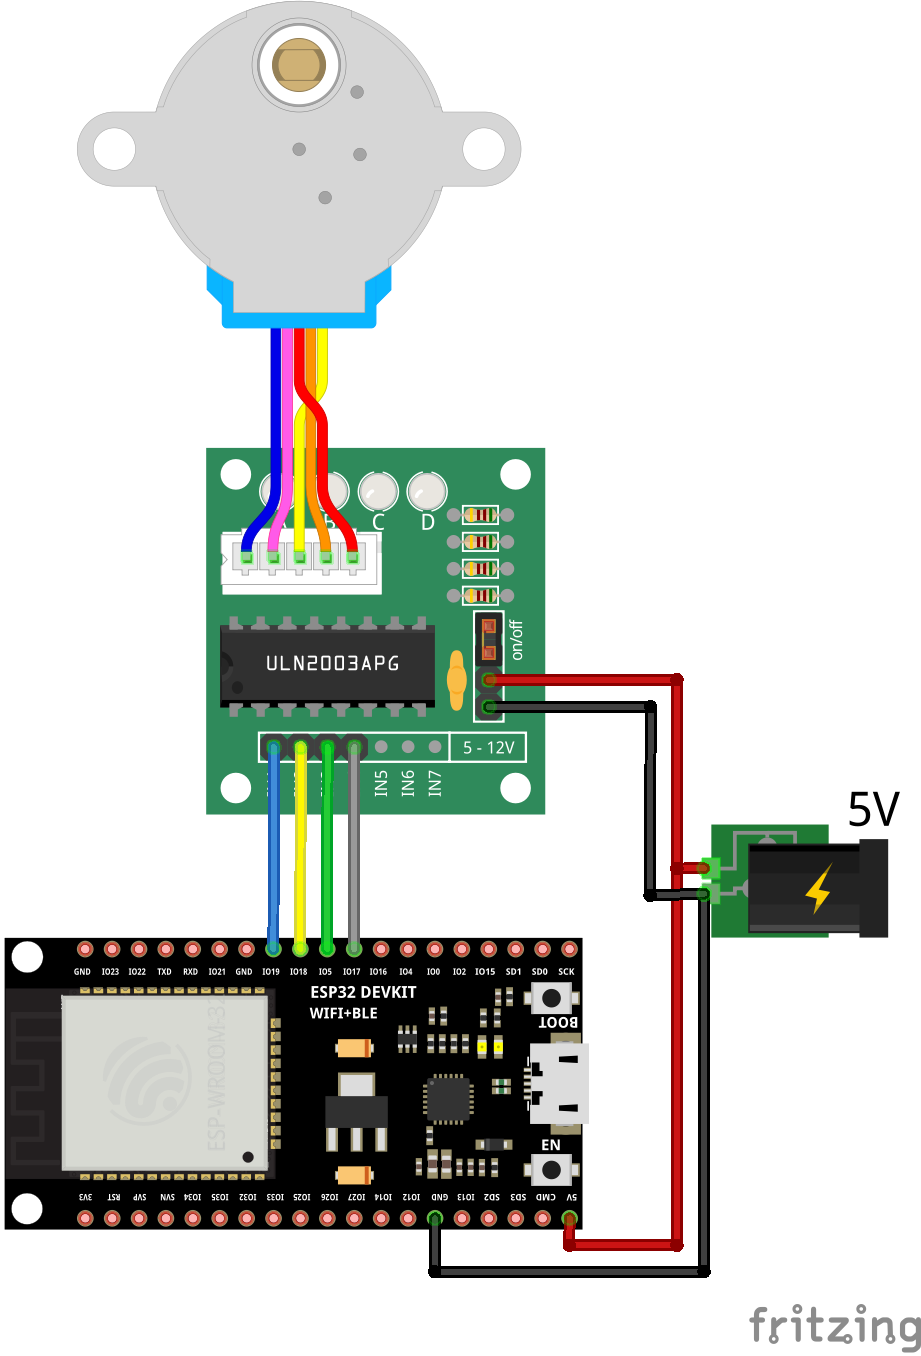 A B C D
on/off
ULN2003APG
5 - 12V
IN5 IN6 IN7
5V
GND IO23 IO22 TXD RXD IO21 GND IO19 IO18 IO5 IO17 IO16 IO4 IO0 IO2 IO15 SD1 SD0 SCK
ESP32 DEVKIT
WIFI+BLE
BOOT
ESP-WROOM-32
EN
3V3 RST SVP SVN IO34 IO35 IO32 IO33 IO25 IO26 IO27 IO14 IO12 GND IO13 SD2 SD3 CMD 5V
fritzing